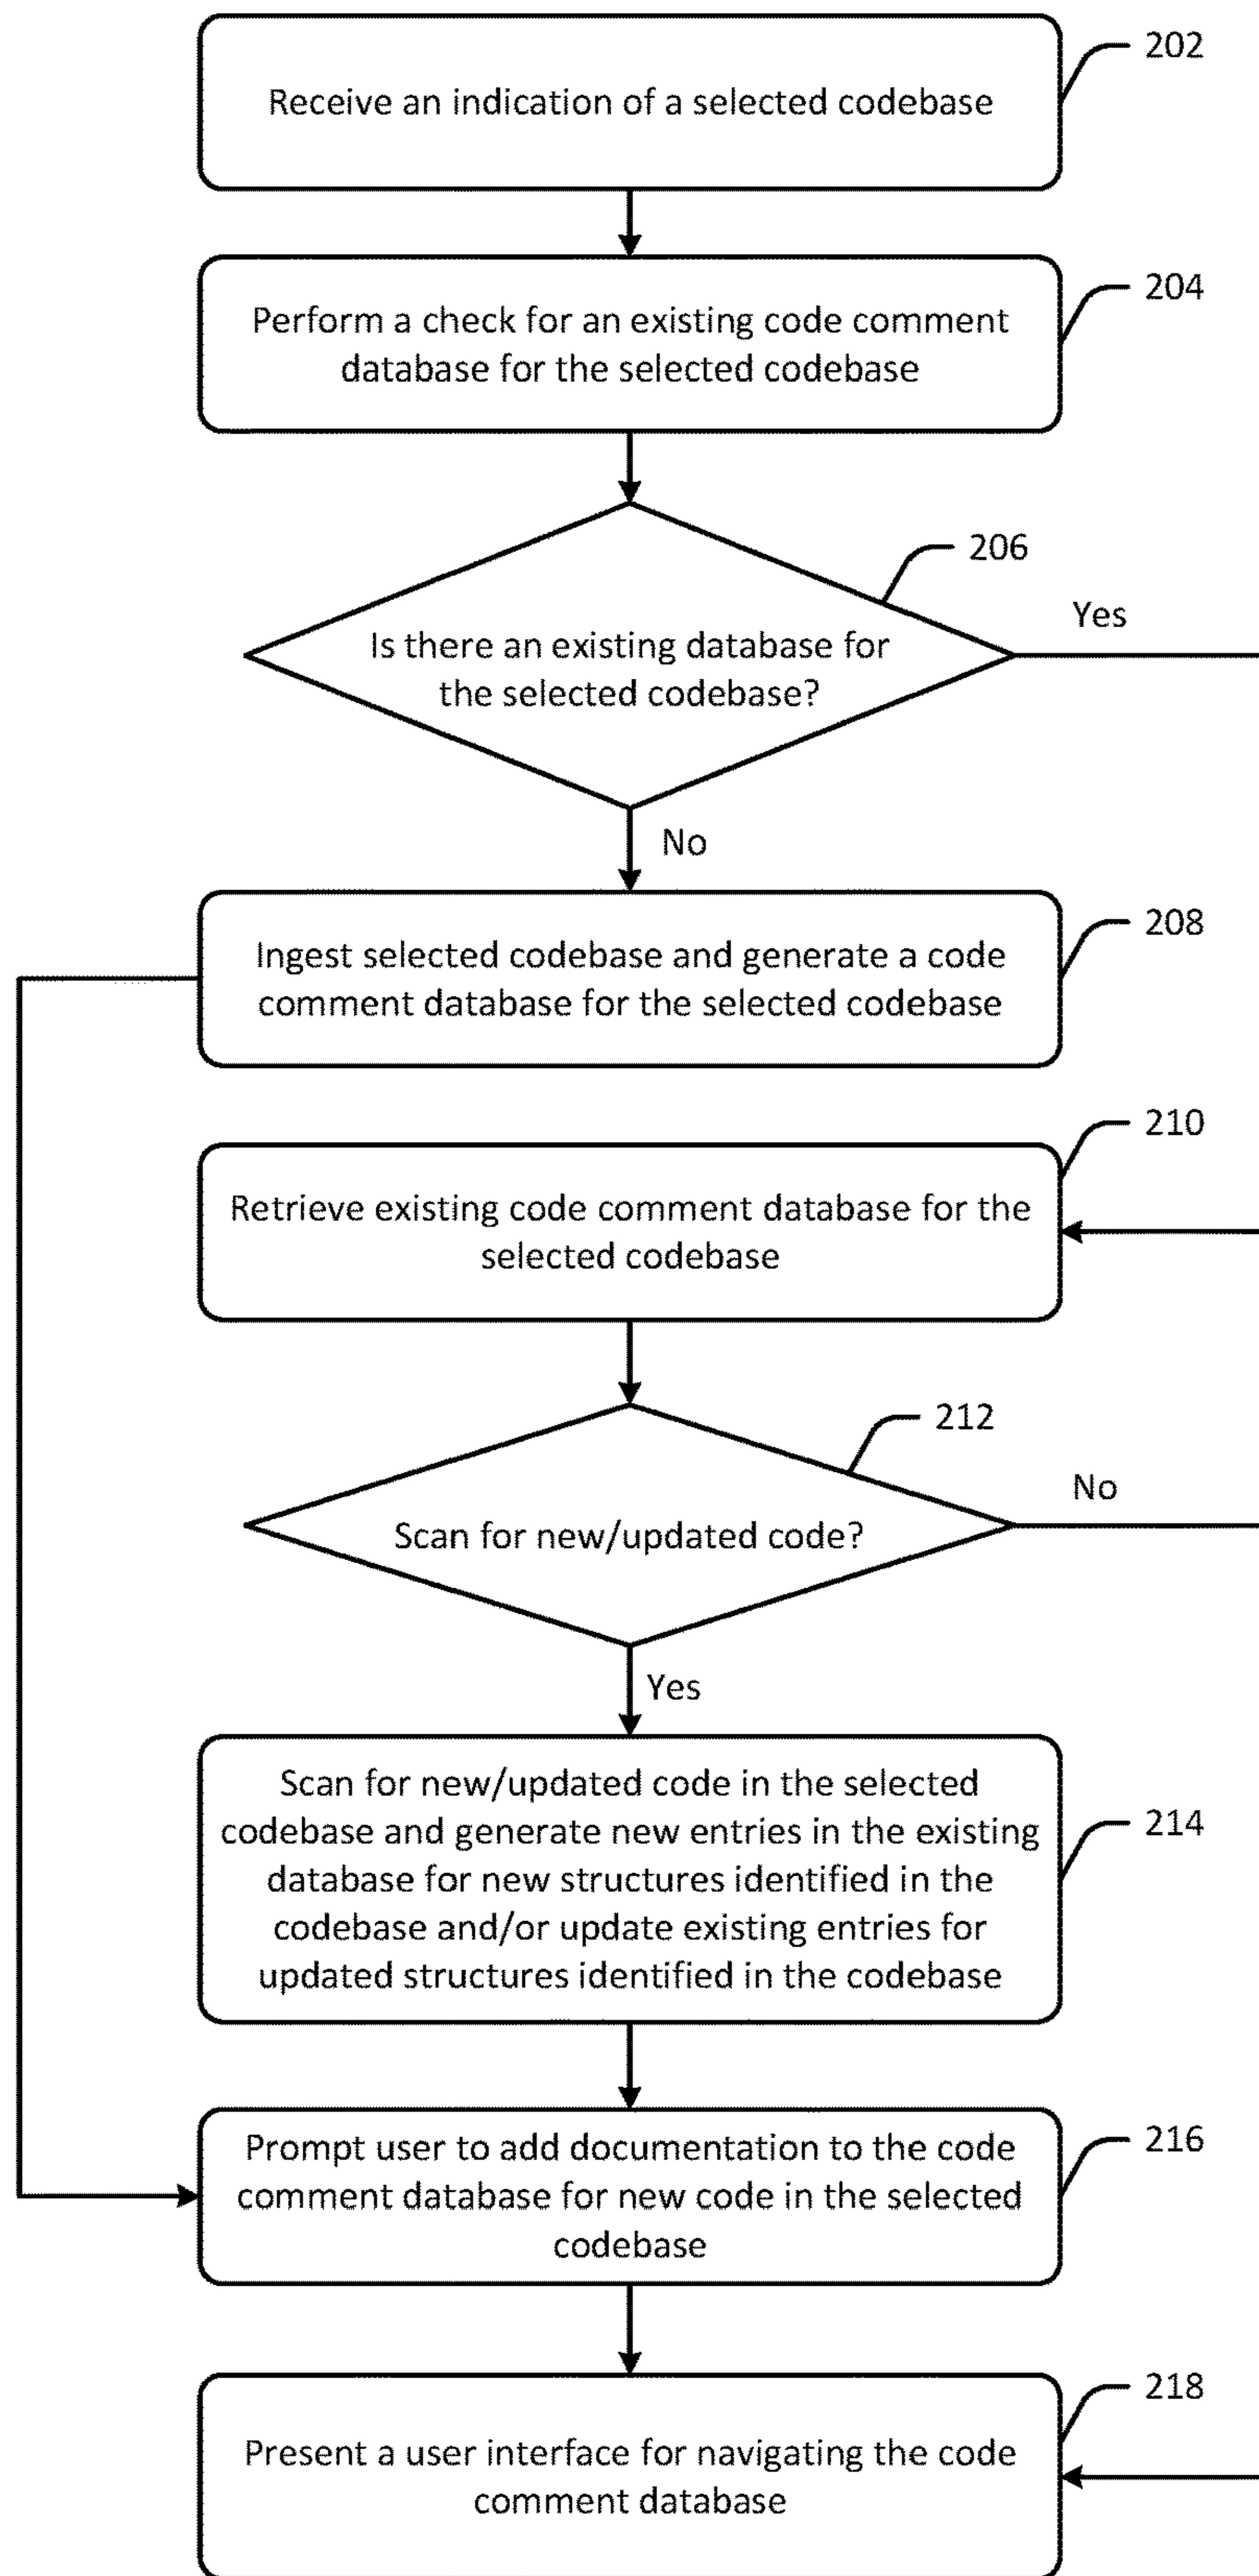 Receive an indication of a selected codebase
202
Perform a check for an existing code comment
database for the selected codebase
204
206
Is there an existing database for
the selected codebase?
Yes
No
Ingest selected codebase and generate a code
comment database for the selected codebase
208
Retrieve existing code comment database for the
selected codebase
210
212
Scan for new/updated code?
No
Yes
Scan for new/updated code in the selected
codebase and generate new entries in the existing
database for new structures identified in the
codebase and/or update existing entries for
updated structures identified in the codebase
214
Prompt user to add documentation to the code
comment database for new code in the selected
codebase
216
Present a user interface for navigating the code
comment database
218